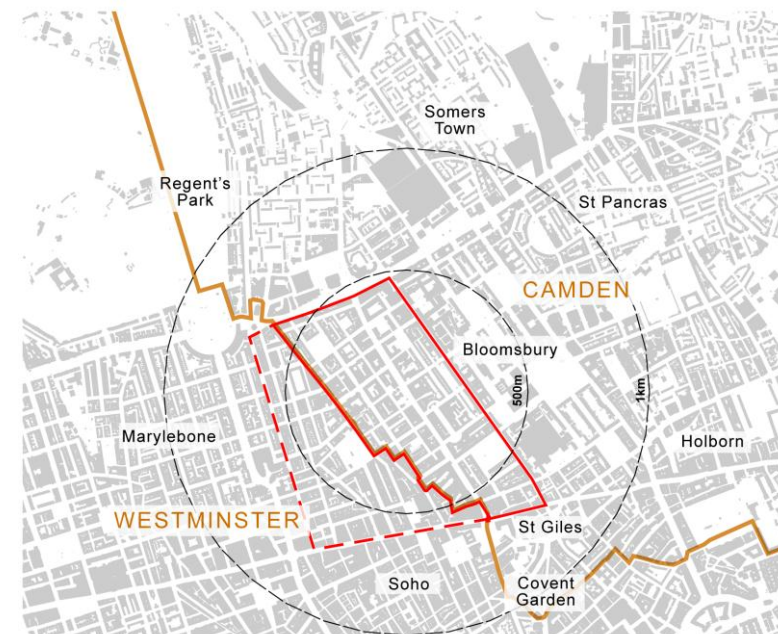 Somers
Town
Regent's
Park
St Pancras
CAMDEN
Bloomsbury
500m
1km
Marylebone
Holborn
WESTMINSTER
St Giles
Soho
Covent
Garden